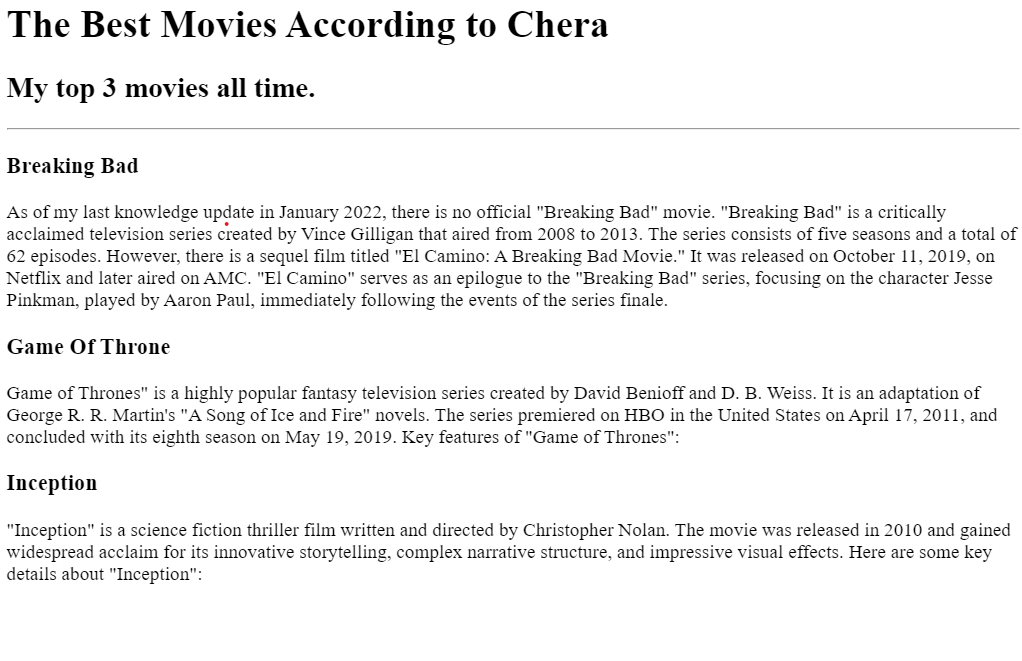 The Best Movies According to Chera
My top 3 movies all time.
Breaking Bad
As of my last knowledge update in January 2022, there is no official "Breaking Bad" movie. "Breaking Bad" is a critically
acclaimed television series created by Vince Gilligan that aired from 2008 to 2013. The series consists of five seasons and a total of
62 episodes. However, there is a sequel film titled "El Camino: A Breaking Bad Movie." It was released on October 11, 2019, on
Netflix and later aired on AMC. "El Camino" serves as an epilogue to the "Breaking Bad" series, focusing on the character Jesse
Pinkman, played by Aaron Paul, immediately following the events of the series finale.
Game Of Throne
Game of Thrones" is a highly popular fantasy television series created by David Benioff and D. B. Weiss. It is an adaptation of
George R. R. Martin's "A Song of Ice and Fire" novels. The series premiered on HBO in the United States on April 17, 2011, and
concluded with its eighth season on May 19, 2019. Key features of "Game of Thrones":
Inception
"Inception" is a science fiction thriller film written and directed by Christopher Nolan. The movie was released in 2010 and gained
widespread acclaim for its innovative storytelling, complex narrative structure, and impressive visual effects. Here are some key
details about "Inception":